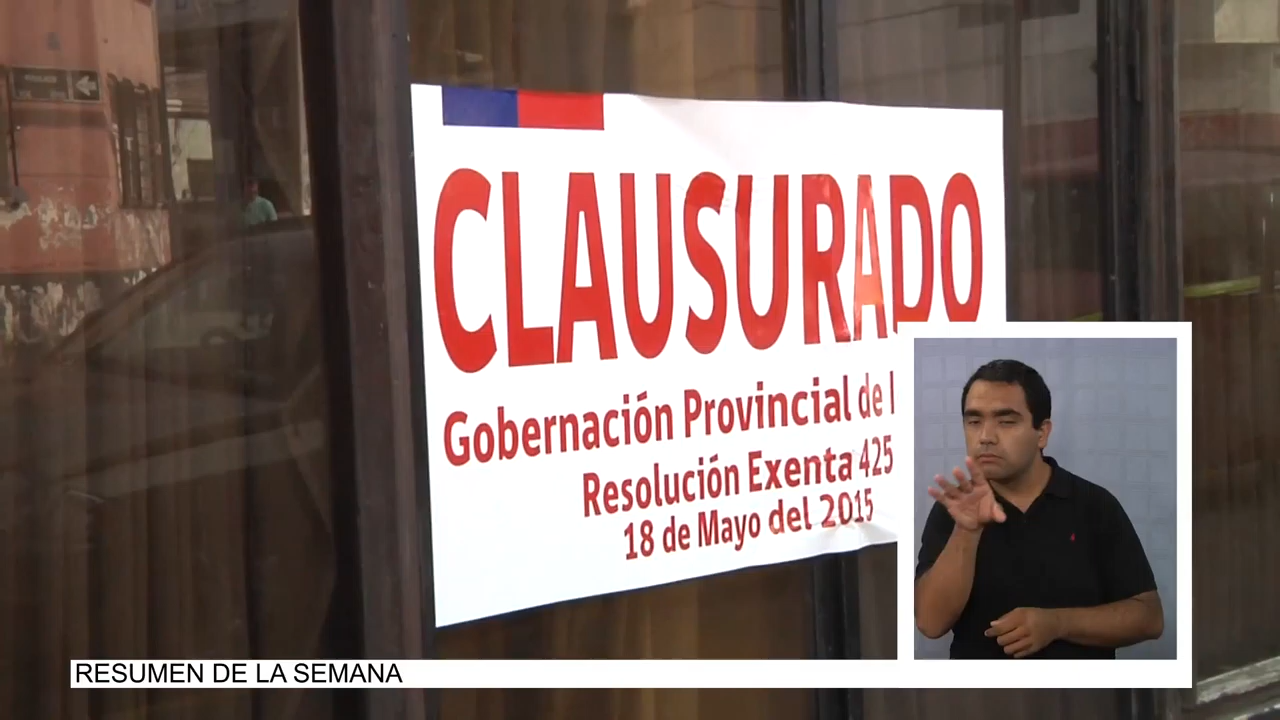 CLAUSURADO
Gobernación Provincial de
Resolución Exenta 425
18 de Mayo del 2015
RESUMEN DE LA SEMANA